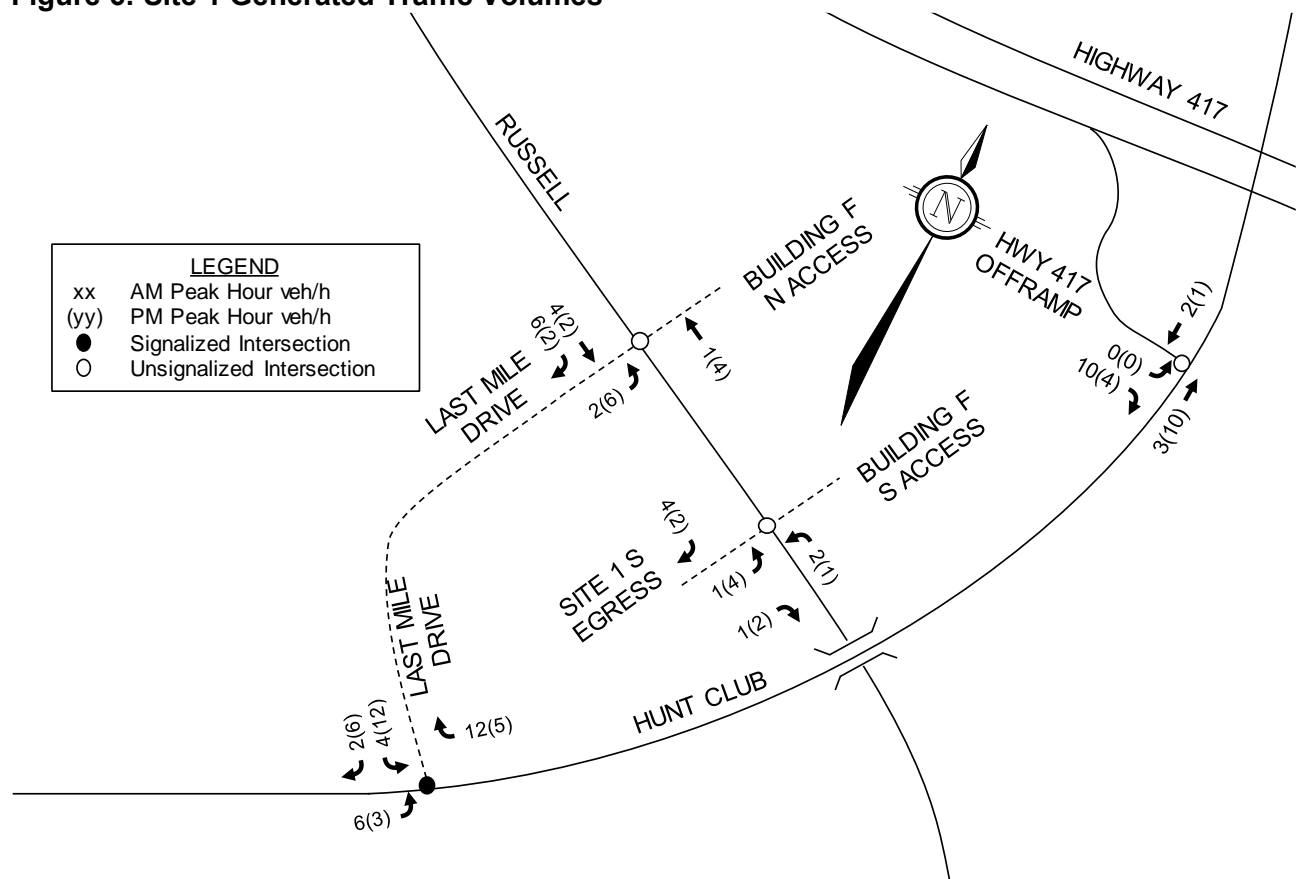 Figure 6: Site 1 Generated Traffic Volumes
HIGHWAY 417
RUSSELL
BUILDING F
N ACCESS
N
HWY 417
OFFRAMP
LEGEND
xx AM Peak Hour veh/h
(yy) PM Peak Hour veh/h
Signalized Intersection
Unsignalized Intersection
4(2)
6(2)
2(1)
1(4)
0(0)
10(4)
LAST MILE
DRIVE
2(6)
3(10)
BUILDING F
S ACCESS
4(2)
SITE 1 S
EGRESS
1(4)
2(1)
1(2)
LAST MILE
DRIVE
HUNT CLUB
2(6)
4(12)
12(5)
6(3)